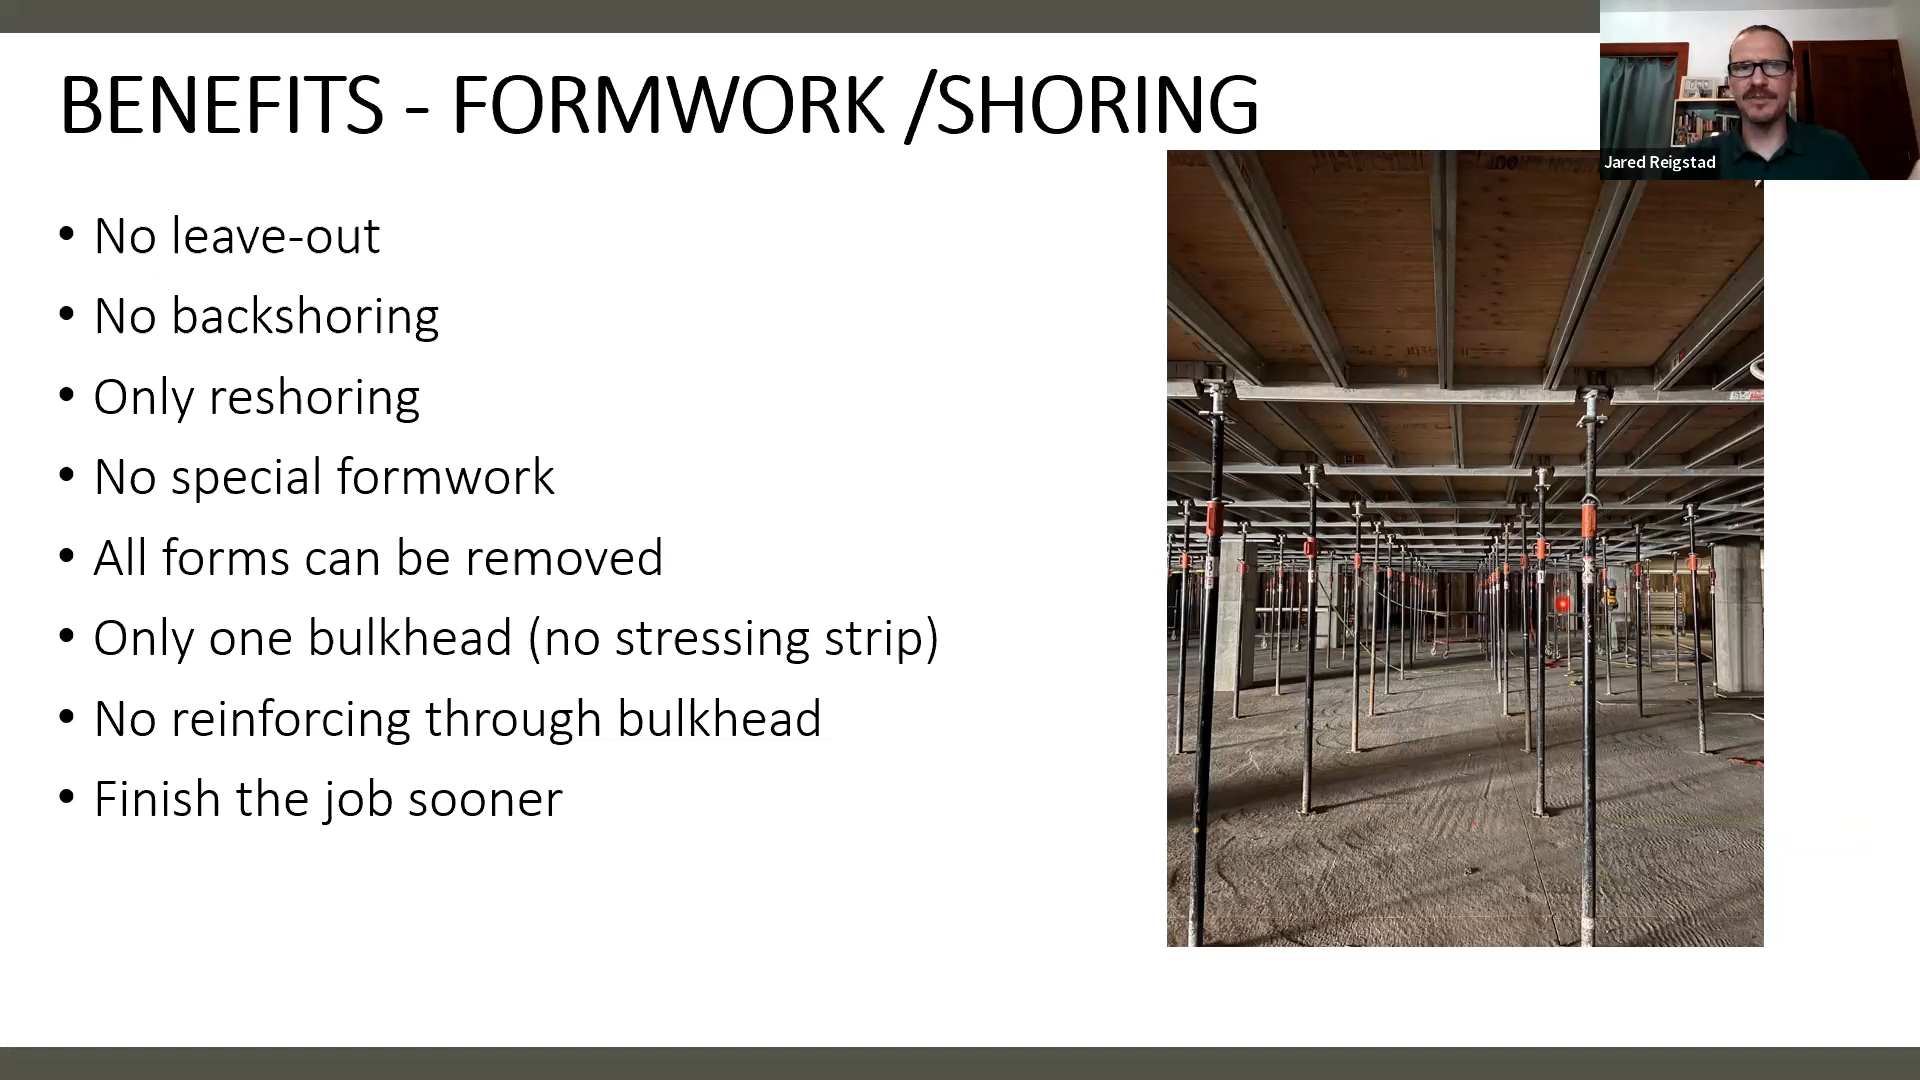 BENEFITS - FORMWORK /SHORING
Jared Reigstad
• No leave-out
• No backshoring
• Only reshoring
• No special formwork
• All forms can be removed
• Only one bulkhead (no stressing strip)
• No reinforcing through bulkhead
• Finish the job sooner